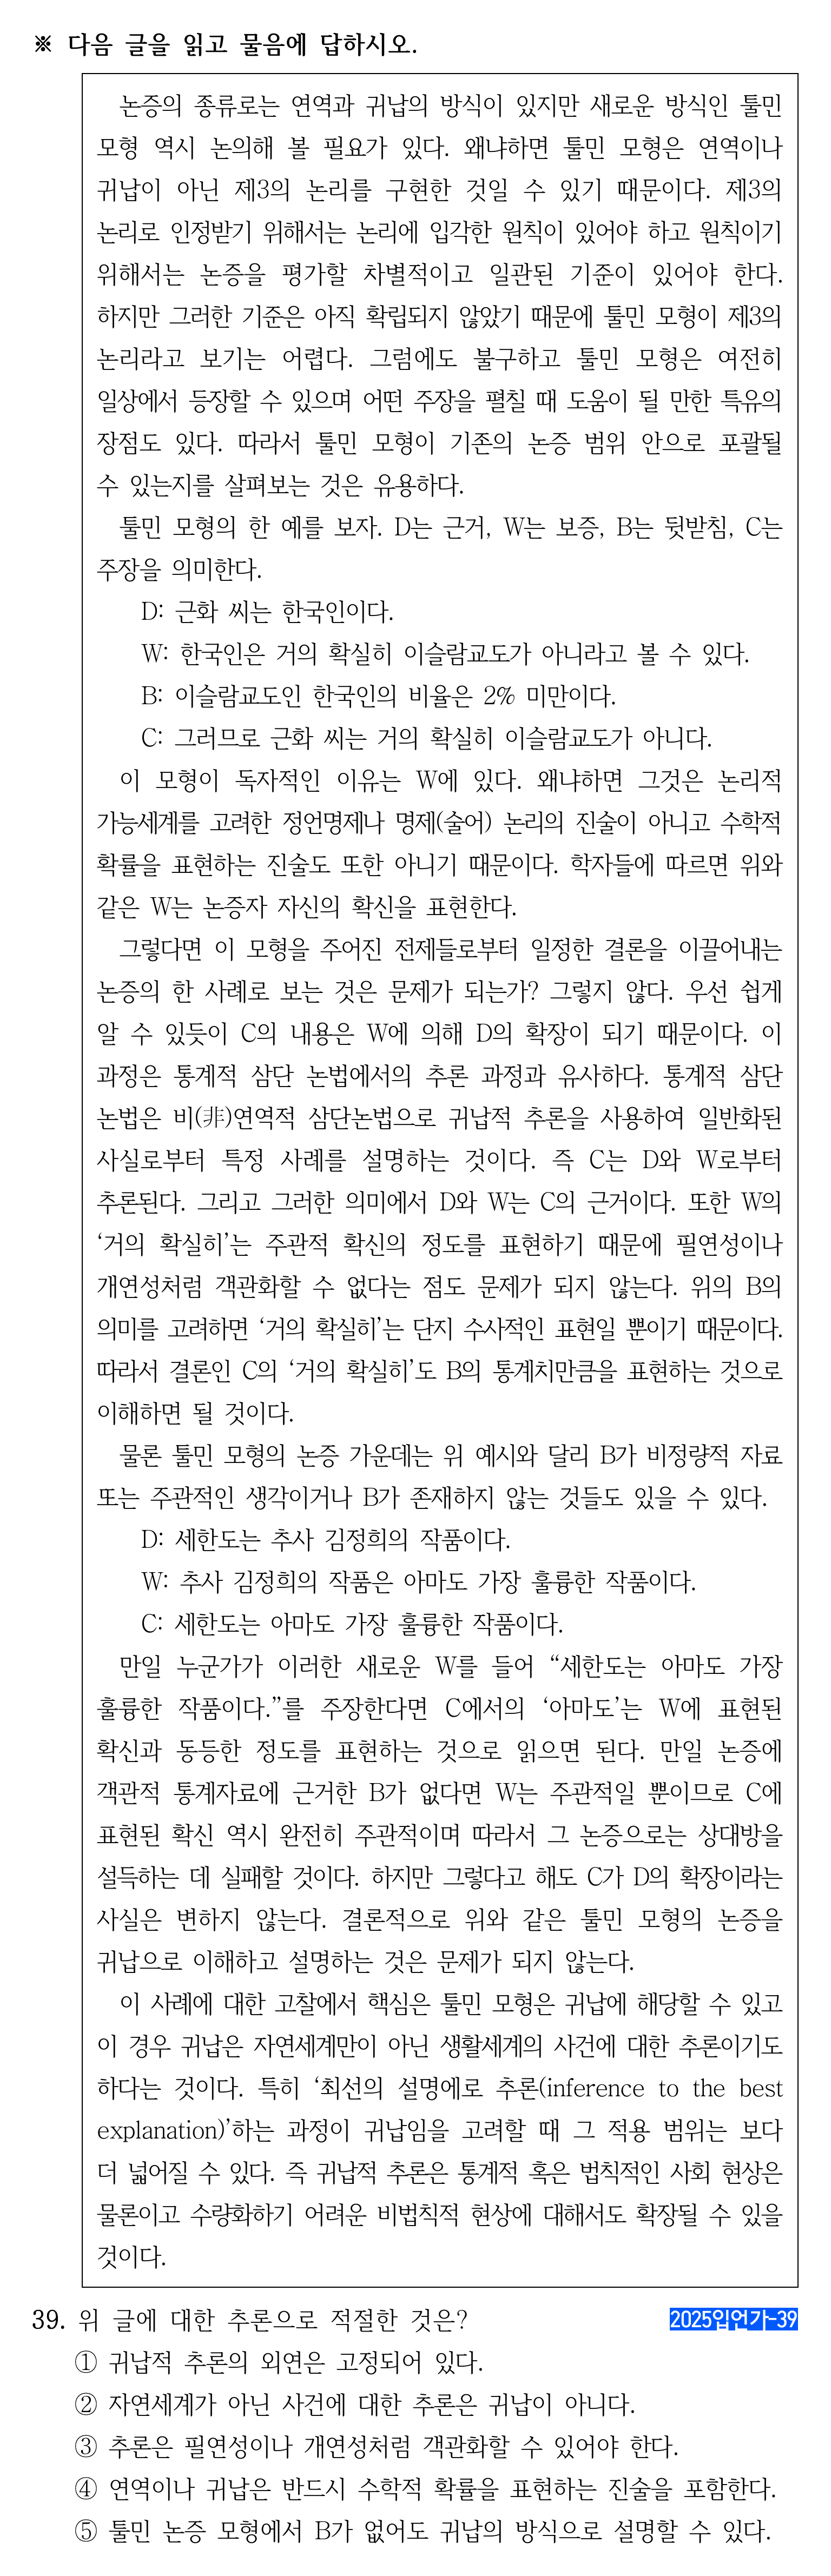 ※ 다음 글을 읽고 물음에 답하시오.
논증의 종류로는 연역과 귀납의 방식이 있지만 새로운 방식인 툴민
모형 역시 논의해 볼 필요가 있다. 왜냐하면 툴민 모형은 연역이나
귀납이 아닌 제3의 논리를 구현한 것일 수 있기 때문이다. 제3의
논리로 인정받기 위해서는 논리에 입각한 원칙이 있어야 하고 원칙이기
위해서는 논증을 평가할 차별적이고 일관된 기준이 있어야 한다.
하지만 그러한 기준은 아직 확립되지 않았기 때문에 툴민 모형이 제3의
논리라고 보기는 어렵다. 그럼에도 불구하고 툴민 모형은 여전히
일상에서 등장할 수 있으며 어떤 주장을 펼칠 때 도움이 될 만한 특유의
장점도 있다. 따라서 툴민 모형이 기존의 논증 범위 안으로 포괄될
수 있는지를 살펴보는 것은 유용하다.
툴민 모형의 한 예를 보자. D는 근거, W는 보증, B는 뒷받침, C는
주장을 의미한다.
D: 근화 씨는 한국인이다.
W: 한국인은 거의 확실히 이슬람교도가 아니라고 볼 수 있다.
B: 이슬람교도인 한국인의 비율은 2% 미만이다.
C: 그러므로 근화 씨는 거의 확실히 이슬람교도가 아니다.
이 모형이 독자적인 이유는 W에 있다. 왜냐하면 그것은 논리적
가능세계를 고려한 정언명제나 명제(술어) 논리의 진술이 아니고 수학적
확률을 표현하는 진술도 또한 아니기 때문이다. 학자들에 따르면 위와
같은 W는 논증자 자신의 확신을 표현한다.
그렇다면 이 모형을 주어진 전제들로부터 일정한 결론을 이끌어내는
논증의 한 사례로 보는 것은 문제가 되는가? 그렇지 않다. 우선 쉽게
알 수 있듯이 C의 내용은 W에 의해 D의 확장이 되기 때문이다. 이
과정은 통계적 삼단 논법에서의 추론 과정과 유사하다. 통계적 삼단
논법은 비(非)연역적 삼단논법으로 귀납적 추론을 사용하여 일반화된
사실로부터 특정 사례를 설명하는 것이다. 즉 C는 D와 W로부터
추론된다. 그리고 그러한 의미에서 D와 W는 C의 근거이다. 또한 W의
‘거의 확실히’는 주관적 확신의 정도를 표현하기 때문에 필연성이나
개연성처럼 객관화할 수 없다는 점도 문제가 되지 않는다. 위의 B의
의미를 고려하면 ‘거의 확실히’는 단지 수사적인 표현일 뿐이기 때문이다.
따라서 결론인 C의 ‘거의 확실히’도 B의 통계치만큼을 표현하는 것으로
이해하면 될 것이다.
물론 툴민 모형의 논증 가운데는 위 예시와 달리 B가 비정량적 자료
또는 주관적인 생각이거나 B가 존재하지 않는 것들도 있을 수 있다.
D: 세한도는 추사 김정희의 작품이다.
W: 추사 김정희의 작품은 아마도 가장 훌륭한 작품이다.
C: 세한도는 아마도 가장 훌륭한 작품이다.
만일 누군가가 이러한 새로운 W를 들어 “세한도는 아마도 가장
훌륭한 작품이다.”를 주장한다면 C에서의 ‘아마도’는 W에 표현된
확신과 동등한 정도를 표현하는 것으로 읽으면 된다. 만일 논증에
객관적 통계자료에 근거한 B가 없다면 W는 주관적일 뿐이므로 C에
표현된 확신 역시 완전히 주관적이며 따라서 그 논증으로는 상대방을
설득하는 데 실패할 것이다. 하지만 그렇다고 해도 C가 D의 확장이라는
사실은 변하지 않는다. 결론적으로 위와 같은 툴민 모형의 논증을
귀납으로 이해하고 설명하는 것은 문제가 되지 않는다.
이 사례에 대한 고찰에서 핵심은 툴민 모형은 귀납에 해당할 수 있고
이 경우 귀납은 자연세계만이 아닌 생활세계의 사건에 대한 추론이기도
하다는 것이다. 특히 ‘최선의 설명에로 추론(inference to the best
explanation)’하는 과정이 귀납임을 고려할 때 그 적용 범위는 보다
더 넓어질 수 있다. 즉 귀납적 추론은 통계적 혹은 법칙적인 사회 현상은
물론이고 수량화하기 어려운 비법칙적 현상에 대해서도 확장될 수 있을
것이다.
39. 위 글에 대한 추론으로 적절한 것은? 2025입언가-39
① 귀납적 추론의 외연은 고정되어 있다.
② 자연세계가 아닌 사건에 대한 추론은 귀납이 아니다.
③ 추론은 필연성이나 개연성처럼 객관화할 수 있어야 한다.
④ 연역이나 귀납은 반드시 수학적 확률을 표현하는 진술을 포함한다.
⑤ 툴민 논증 모형에서 B가 없어도 귀납의 방식으로 설명할 수 있다.